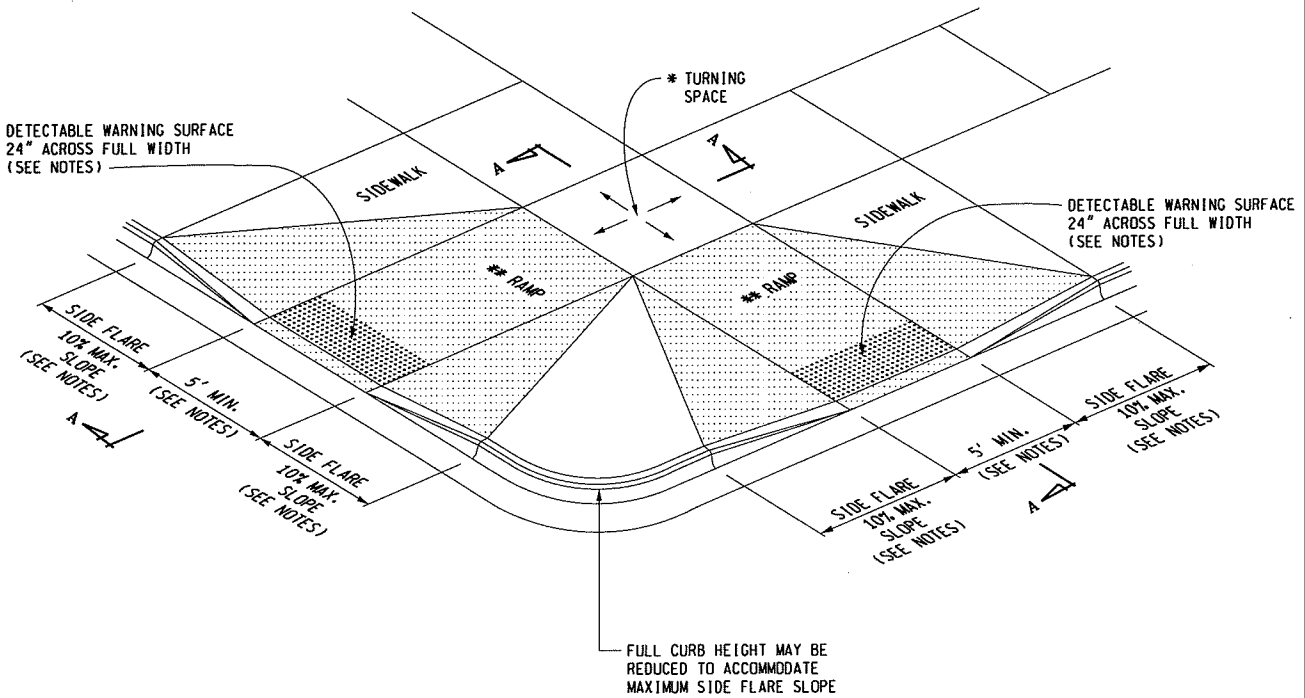 * TURNING
SPACE
DETECTABLE WARNING SURFACE
24" ACROSS FULL WIDTH
(SEE NOTES)
A
A
SIDEWALK
SIDEWALK
DETECTABLE WARNING SURFACE
24" ACROSS FULL WIDTH
(SEE NOTES)
** RAMP
** RAMP
SIDE FLARE
10% MAX.
SLOPE
(SEE NOTES)
5' MIN.
(SEE NOTES)
A
SIDE FLARE
10% MAX.
SLOPE
(SEE NOTES)
SIDE FLARE
10% MAX.
SLOPE
(SEE NOTES)
5' MIN.
(SEE NOTES)
A
SIDE FLARE
10% MAX.
SLOPE
(SEE NOTES)
FULL CURB HEIGHT MAY BE
REDUCED TO ACCOMMODATE
MAXIMUM SIDE FLARE SLOPE